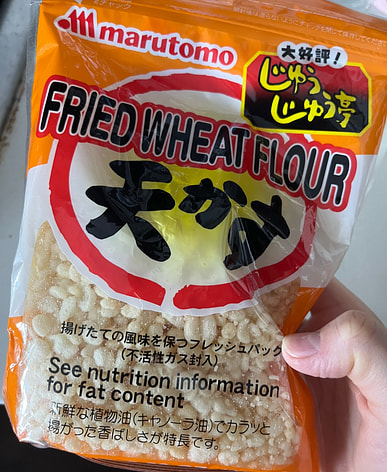 marutomo
大好評！
じゅう
じゅう亭
FRIED WHEAT FLOUR
天かす
揚げたての風味を保つフレッシュパック
（不活性ガス封入）
See nutrition information
for fat content
新鮮な植物油（キャノーラ油）でカラッと
揚がった香ばしさが特長です。